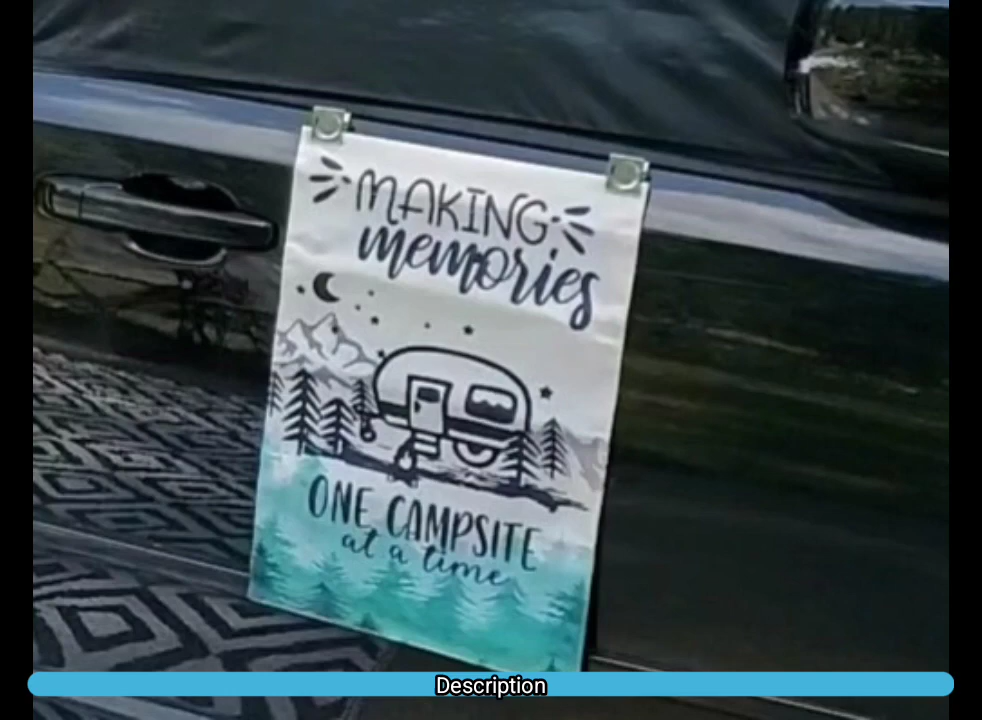 MAKING
memories
ONE CAMPSITE
at a time
Description